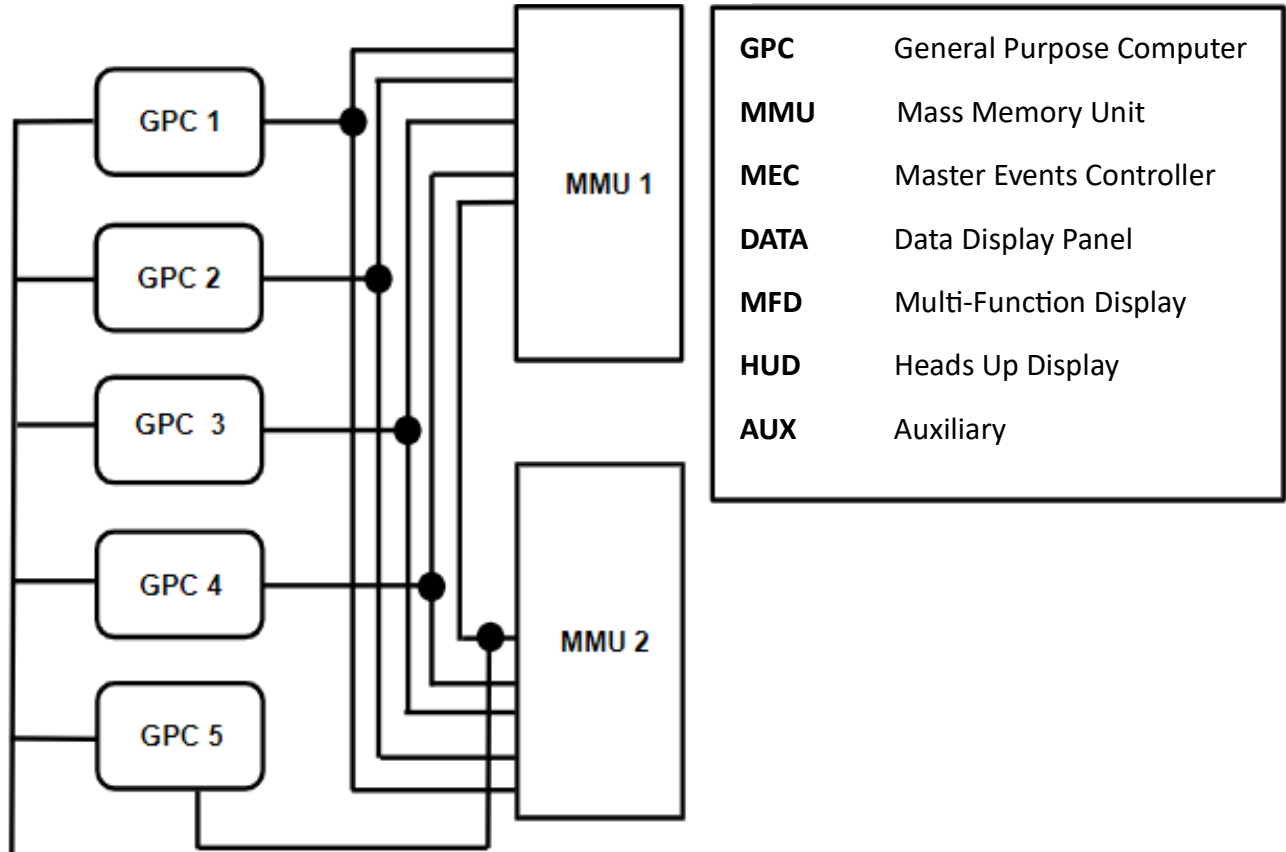 GPC 1
GPC 2
GPC 3
GPC 4
GPC 5
MMU 1
MMU 2
GPC General Purpose Computer
MMU Mass Memory Unit
MEC Master Events Controller
DATA Data Display Panel
MFD Multi-Function Display
HUD Heads Up Display
AUX Auxiliary